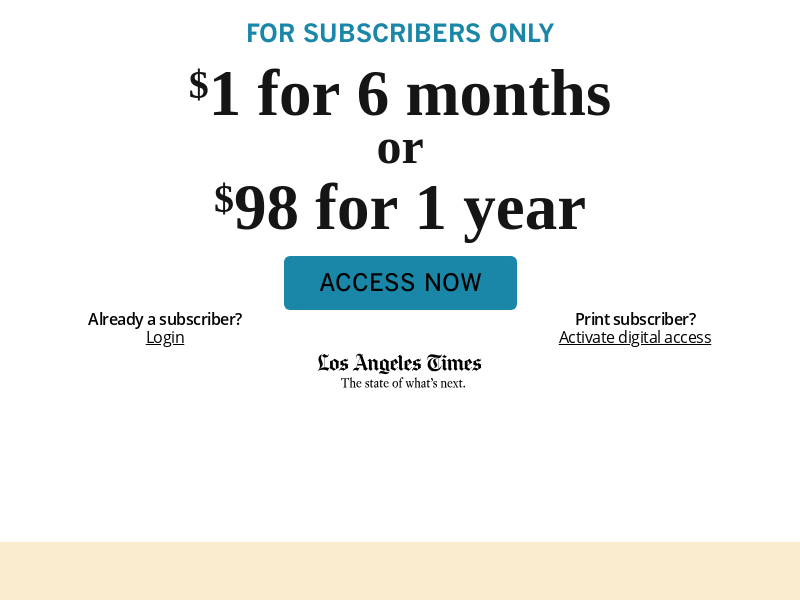 FOR SUBSCRIBERS ONLY
$1 for 6 months
or
$98 for 1 year
ACCESS NOW
Already a subscriber?
Login
Print subscriber?
Activate digital access
Los Angeles Times
The state of what's next.